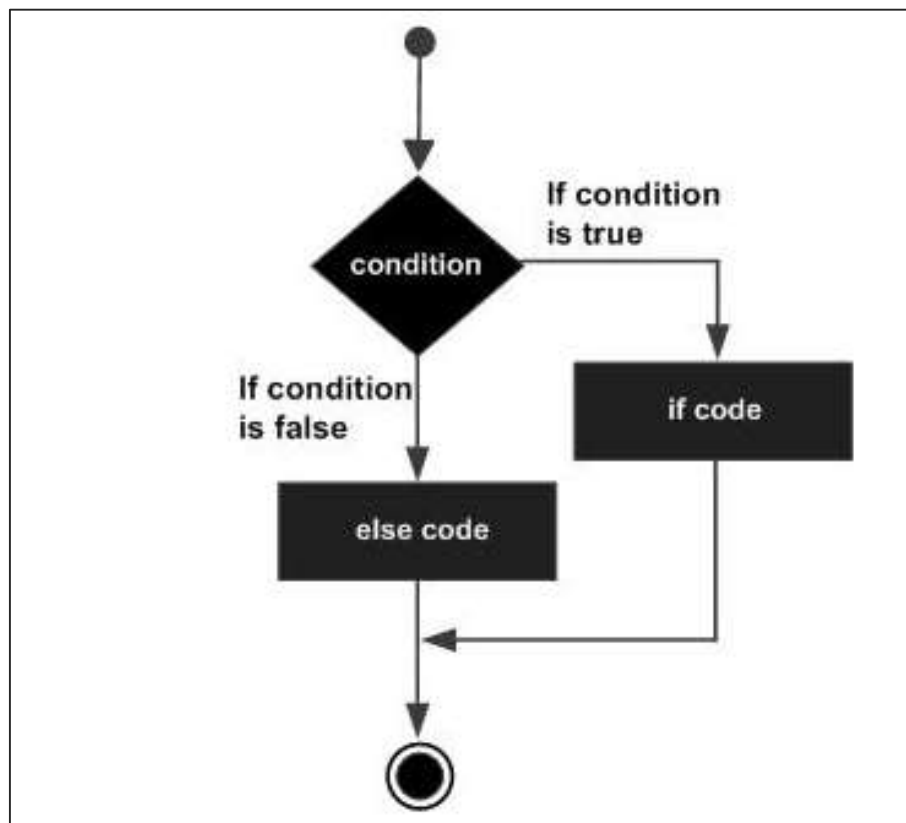 If condition
is true
condition
If condition
is false
if code
else code